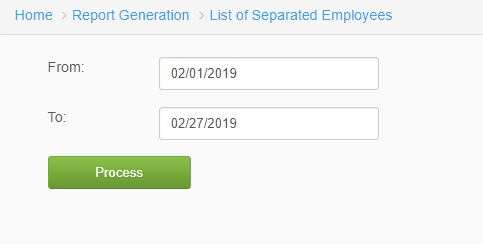 Home > Report Generation > List of Separated Employees
From: 02/01/2019
To: 02/27/2019
Process